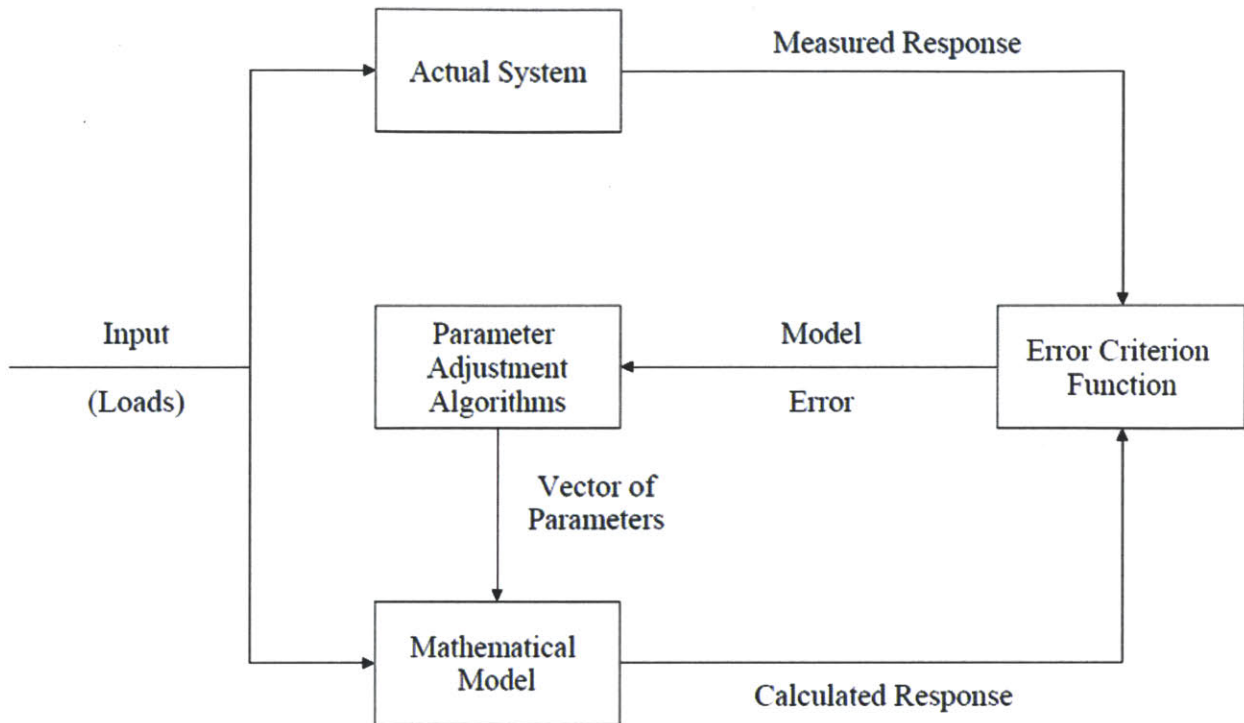 Measured Response
Actual System
Input
(Loads)
Parameter
Adjustment
Algorithms
Model
Error
Error Criterion
Function
Vector of
Parameters
Mathematical
Model
Calculated Response